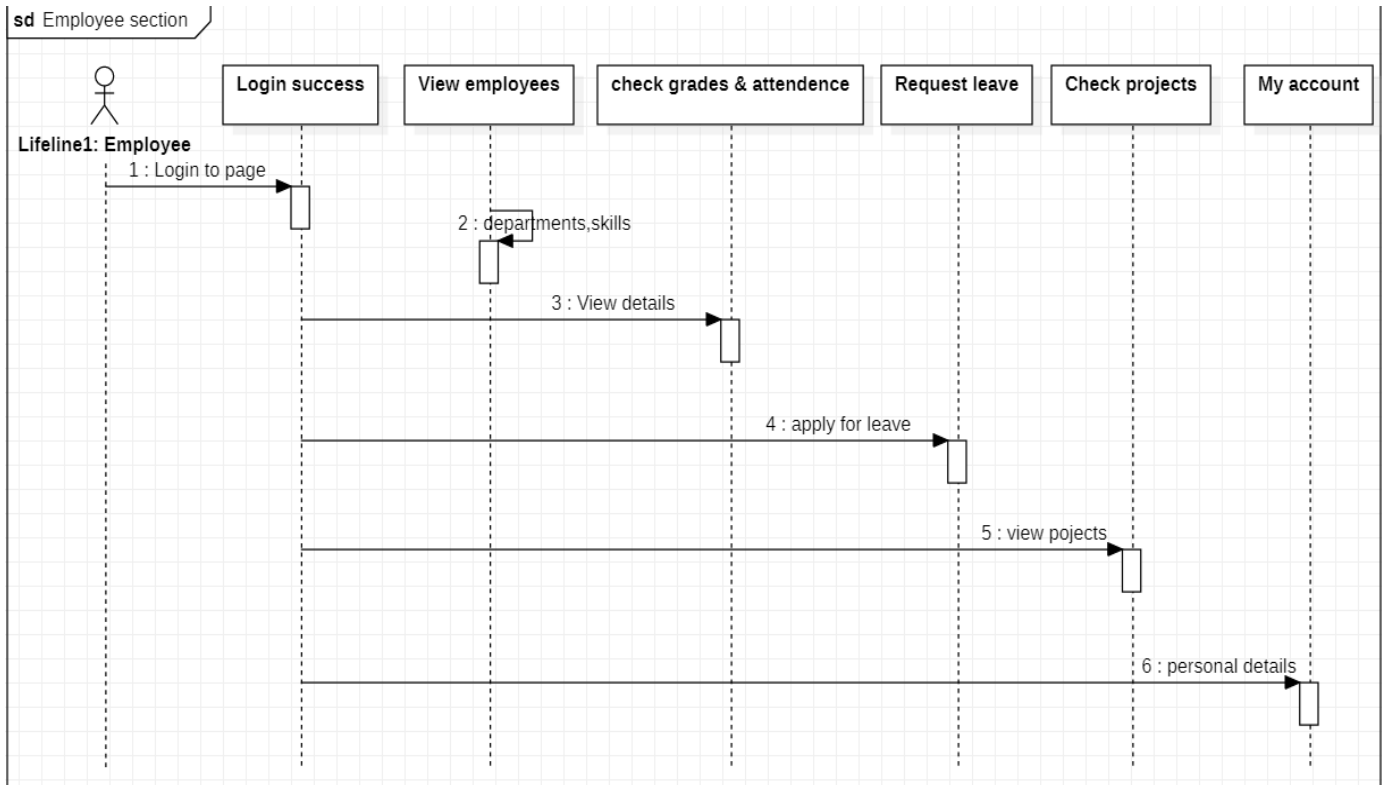 sd Employee section
Login success
View employees
check grades & attendence
Request leave
Check projects
My account
Lifeline1: Employee
1 : Login to page
2 : departments,skills
3 : View details
4 : apply for leave
5 : view pojects
6 : personal details